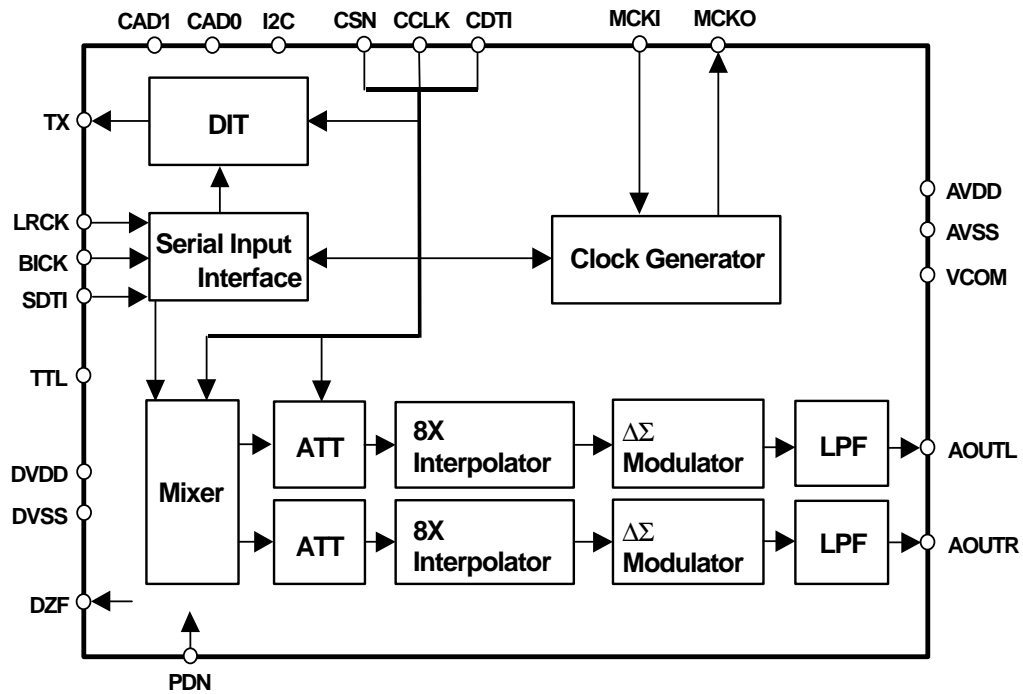 CAD1 CAD0 I2C CSN CCLK CDTI MCKI MCKO
TX
DIT
LRCK
BICK
SDTI
Serial Input
Interface
Clock Generator
AVDD
AVSS
VCOM
TTL
DVDD
DVSS
DZF
PDN
Mixer
ATT
8X
Interpolator
ΔΣ
Modulator
LPF
AOUTL
ATT
8X
Interpolator
ΔΣ
Modulator
LPF
AOUTR